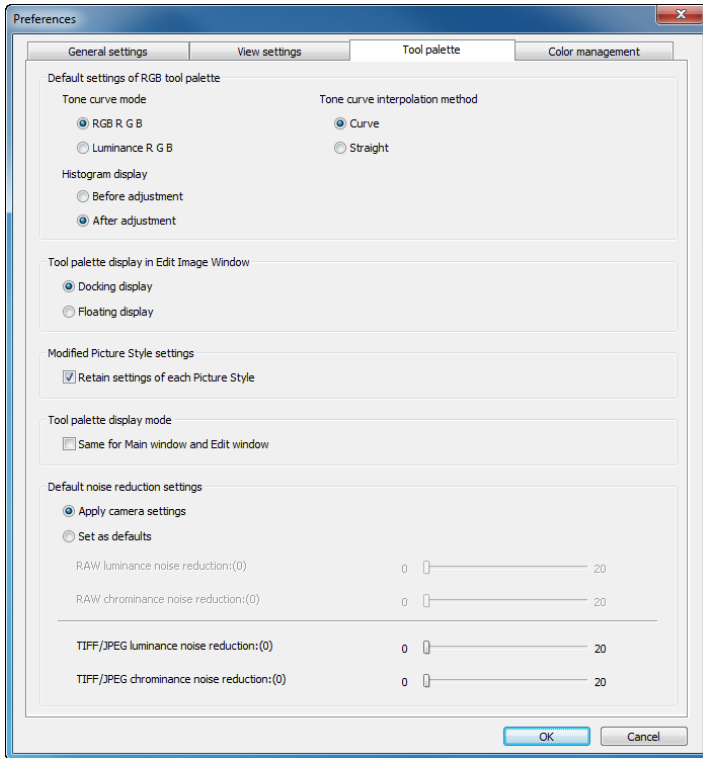 Preferences
General settings View settings Tool palette Color management
Default settings of RGB tool palette
Tone curve mode Tone curve interpolation method
RGB R G B Curve
Luminance R G B Straight
Histogram display
Before adjustment
After adjustment
Tool palette display in Edit Image Window
Docking display
Floating display
Modified Picture Style settings
Retain settings of each Picture Style
Tool palette display mode
Same for Main window and Edit window
Default noise reduction settings
Apply camera settings
Set as defaults
RAW luminance noise reduction:(0) 0 20
RAW chrominance noise reduction:(0) 0 20
TIFF/JPEG luminance noise reduction:(0) 0 20
TIFF/JPEG chrominance noise reduction:(0) 0 20
OK Cancel